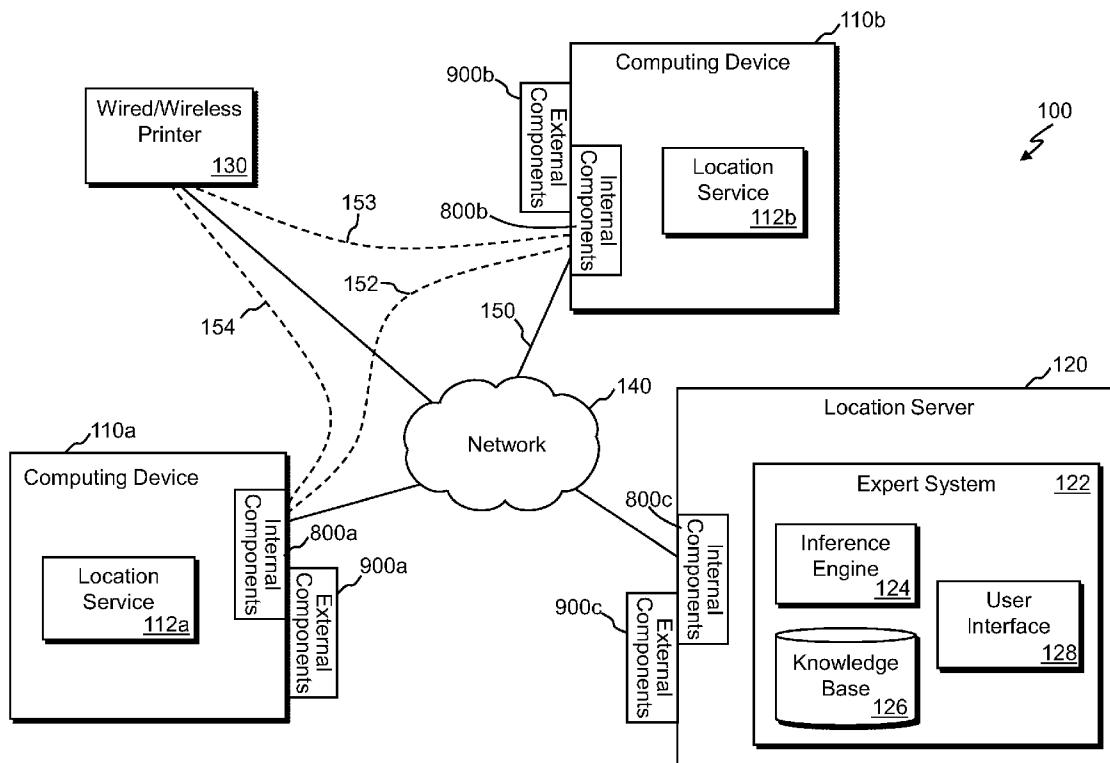 110b
Computing Device
900b
External
Components
Wired/Wireless
Printer
130
100
Internal
Components
Location
Service
112b
800b
153
152
154
150
140
Network
120
Location Server
110a
Computing Device
Expert System
122
800c
Internal
Components
Internal
Components
800a
Inference
Engine
124
900a
Location
Service
112a
External
Components
900c
External
Components
User
Interface
128
Knowledge
Base
126